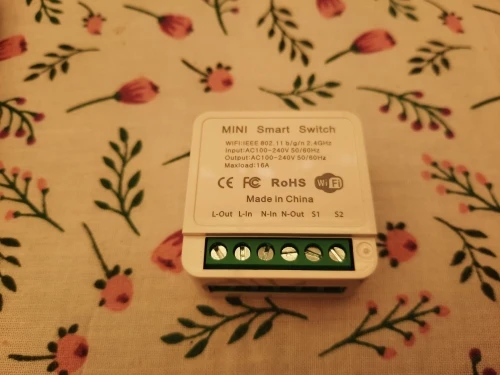 MINI Smart Switch
WiFi:IEEE 802.11 b/g/n 2.4GHz
Input:AC100-240V 50/60Hz
Output:AC100-240V 50/60Hz
Maxload:16A
CE FC RoHS WiFi
Made in China
L-Out L-In N-In N-Out S1 S2